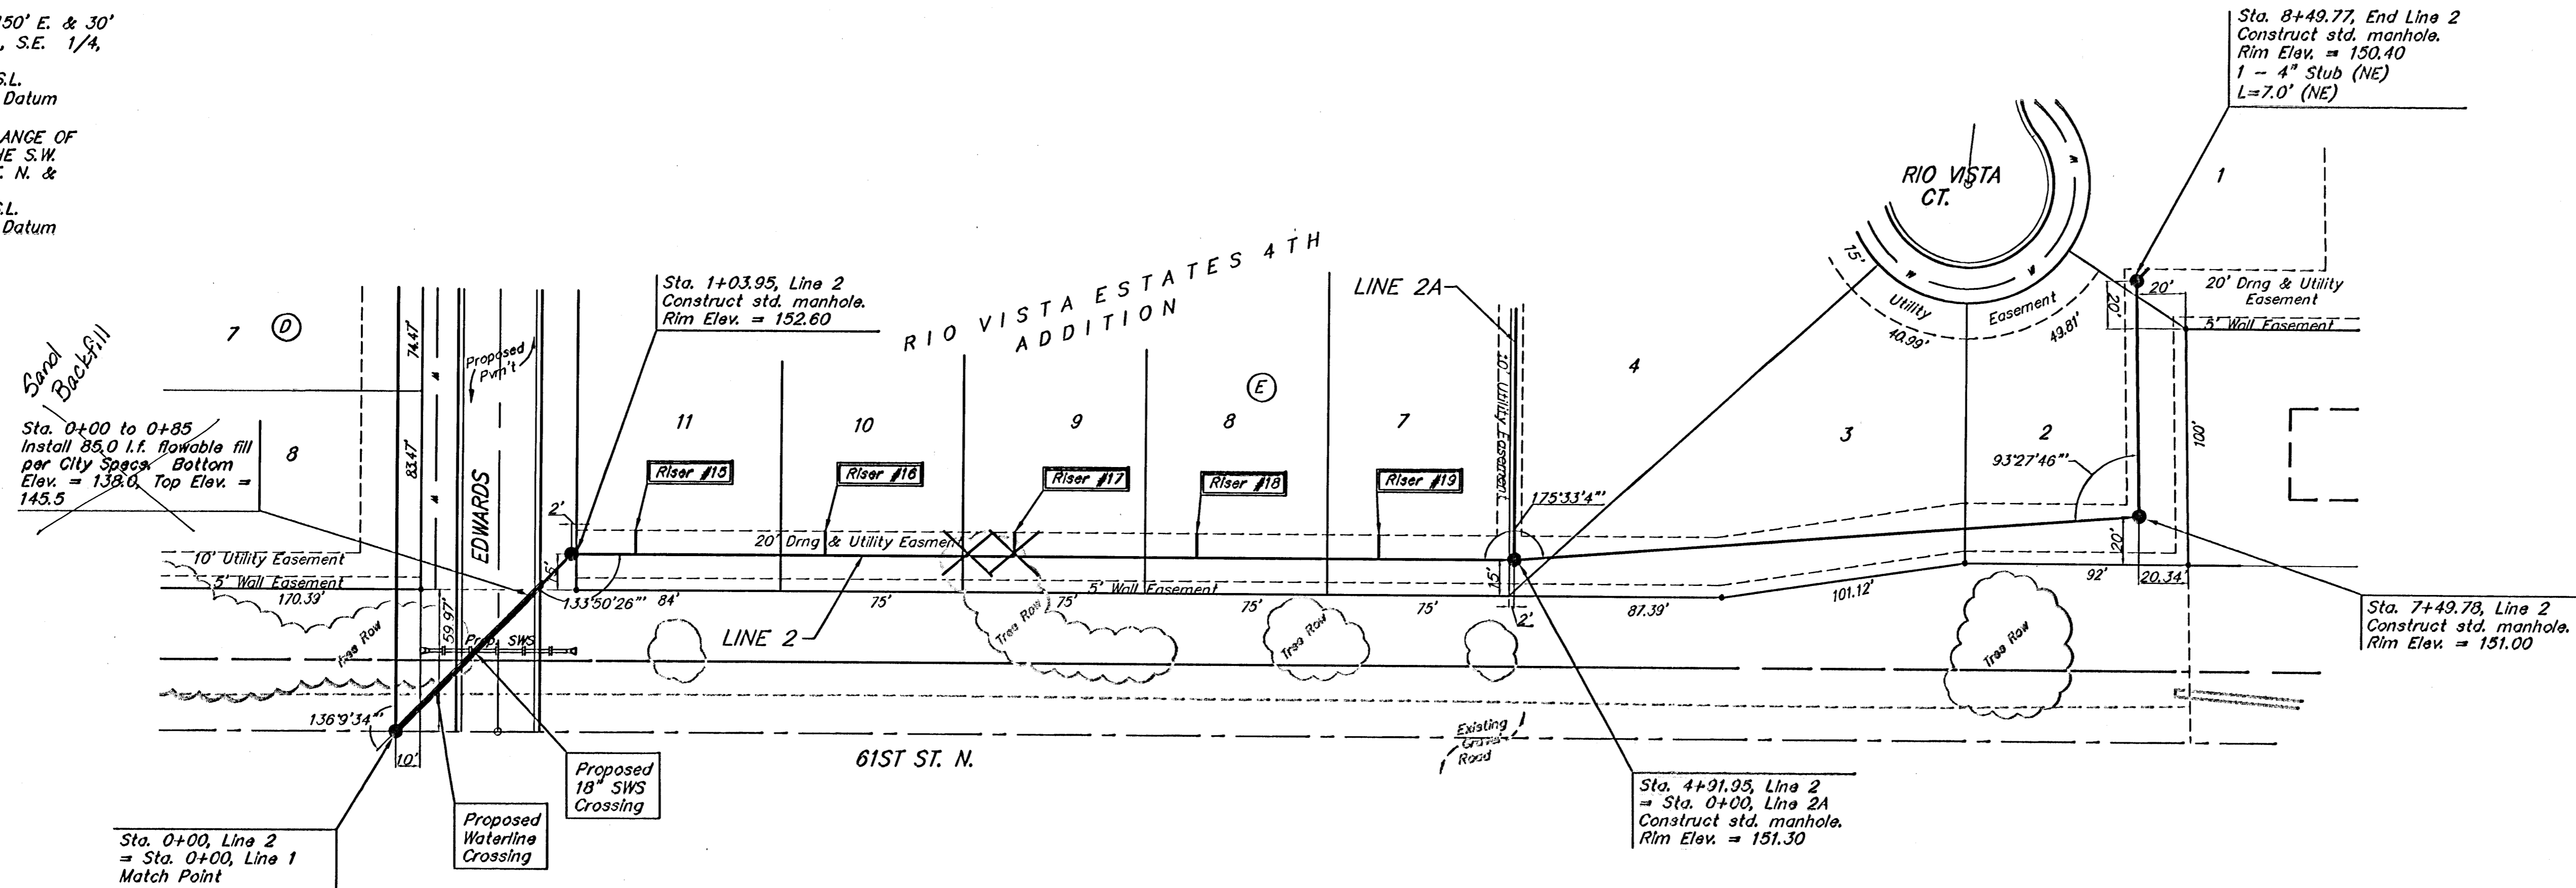 150' E. & 30'
, S.E. 1/4,
S.L.
Datum
ANGE OF
HE S.W.
N. &
S.L.
Datum
Sta. 8+49.77, End Line 2
Construct std. manhole.
Rim Elev. = 150.40
1 - 4" Stub (NE)
L=7.0' (NE)
RIO VISTA
CT.
1
Sta. 1+03.95, Line 2
Construct std. manhole.
Rim Elev. = 152.60
RIO VISTA ESTATES 4TH
ADDITION
LINE 2A
15'
W
W
W
W
Utility
Easement
40.99'
49.81'
20'
20'
20' Drng & Utility
Easement
5' Wall Easement
7
D
74.47'
W
Proposed
Pvm't
Sand
Backfill
Sta. 0+00 to 0+85
Install 85.0 l.f. flowable fill
per City Specs. Bottom
Elev. = 138.0, Top Elev. =
145.5
8
83.47'
W
EDWARDS
11
10
9
E
8
7
10' Utility Easement
4
3
2
93°27'46"
100'
Riser #15
Riser #16
Riser #17
Riser #18
Riser #19
175°33'4"
2'
20' Drng & Utility Easment
10' Utility Easement
5' Wall Easement
170.39'
15'
133°50'26"
84'
75'
75'
5' Wall Easement
75'
75'
15'
2'
87.39'
101.12'
92'
20'
20.34'
59.97'
Prop. SWS
LINE 2
Tree Row
Tree Row
Tree Row
Tree Row
Sta. 7+49.78, Line 2
Construct std. manhole.
Rim Elev. = 151.00
136°9'34"
10'
61ST ST. N.
Existing
Gravel
Road
Proposed
18" SWS
Crossing
Proposed
Waterline
Crossing
Sta. 4+91.95, Line 2
= Sta. 0+00, Line 2A
Construct std. manhole.
Rim Elev. = 151.30
Sta. 0+00, Line 2
= Sta. 0+00, Line 1
Match Point